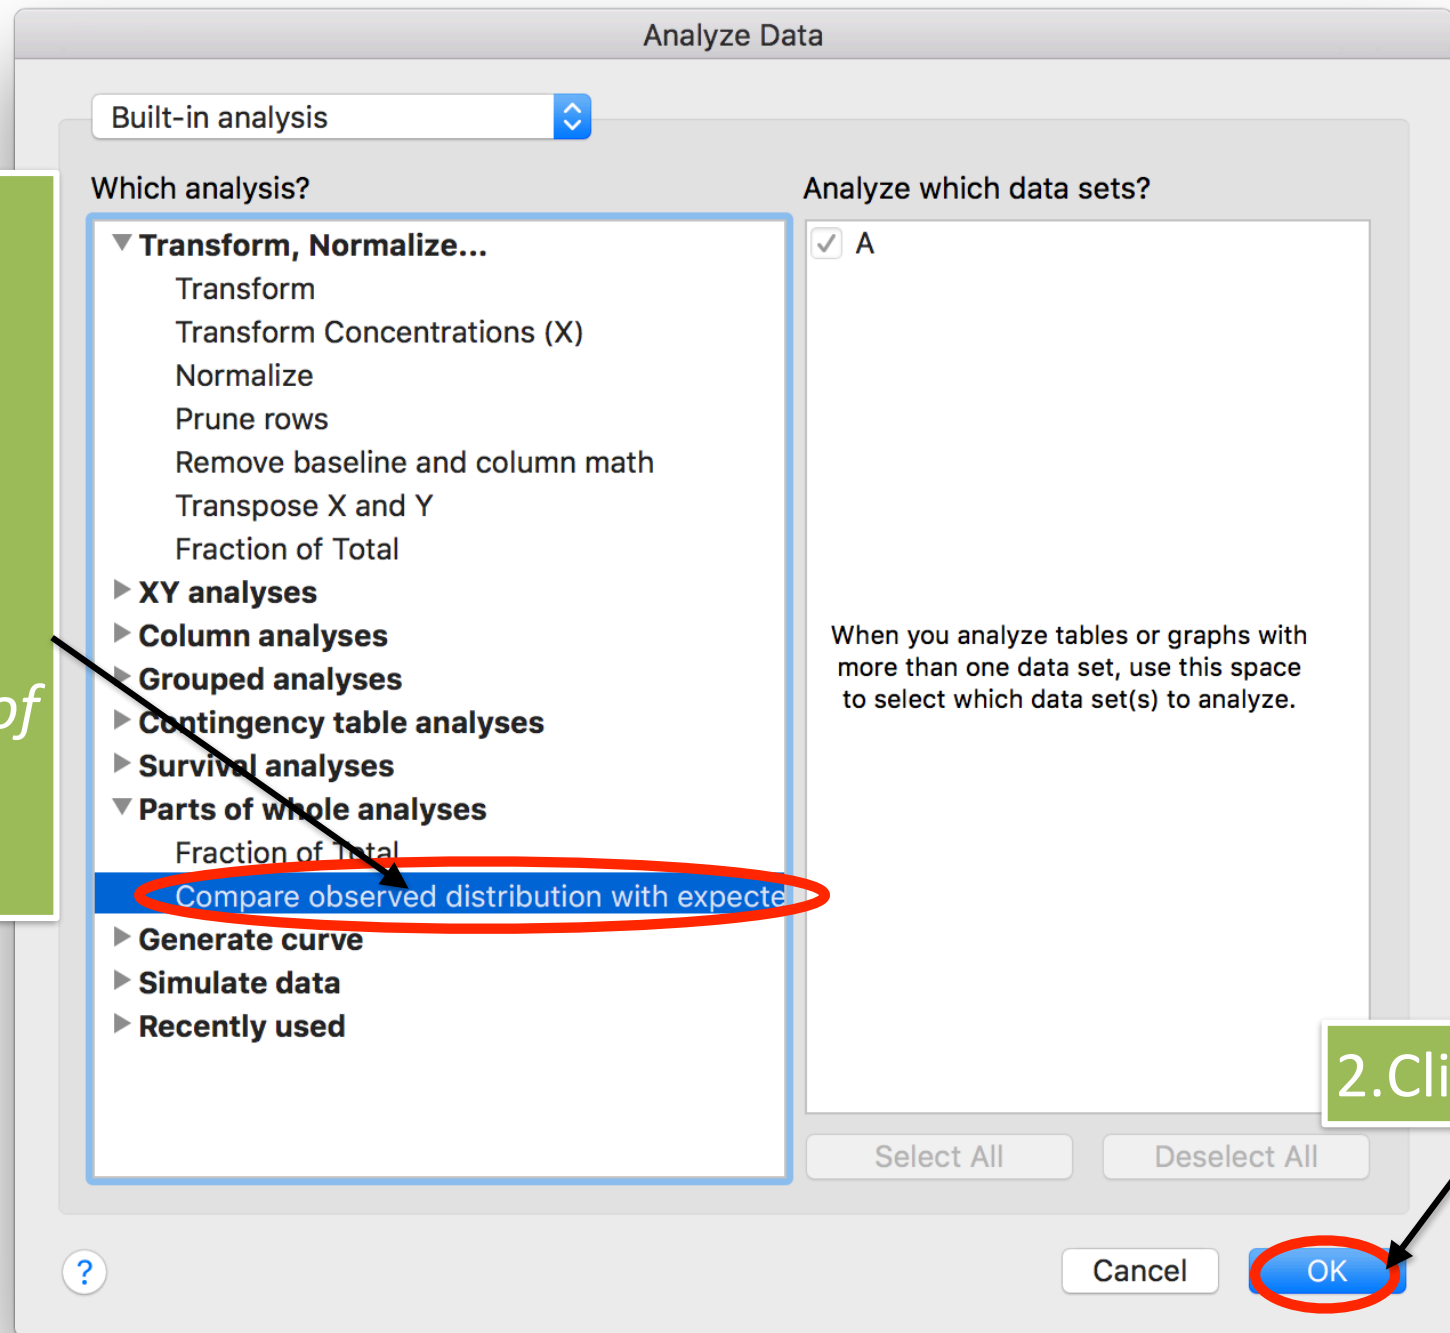 Analyze Data
Built-in analysis
Which analysis?
Transform, Normalize...
Transform
Transform Concentrations (X)
Normalize
Prune rows
Remove baseline and column math
Transpose X and Y
Fraction of Total
XY analyses
Column analyses
Grouped analyses
Contingency table analyses
Survival analyses
Parts of whole analyses
Fraction of Total
Compare observed distribution with expecte
Generate curve
Simulate data
Recently used
of
Analyze which data sets?
A
When you analyze tables or graphs with
more than one data set, use this space
to select which data set(s) to analyze.
2.Cli
Select All
Deselect All
?
Cancel
OK